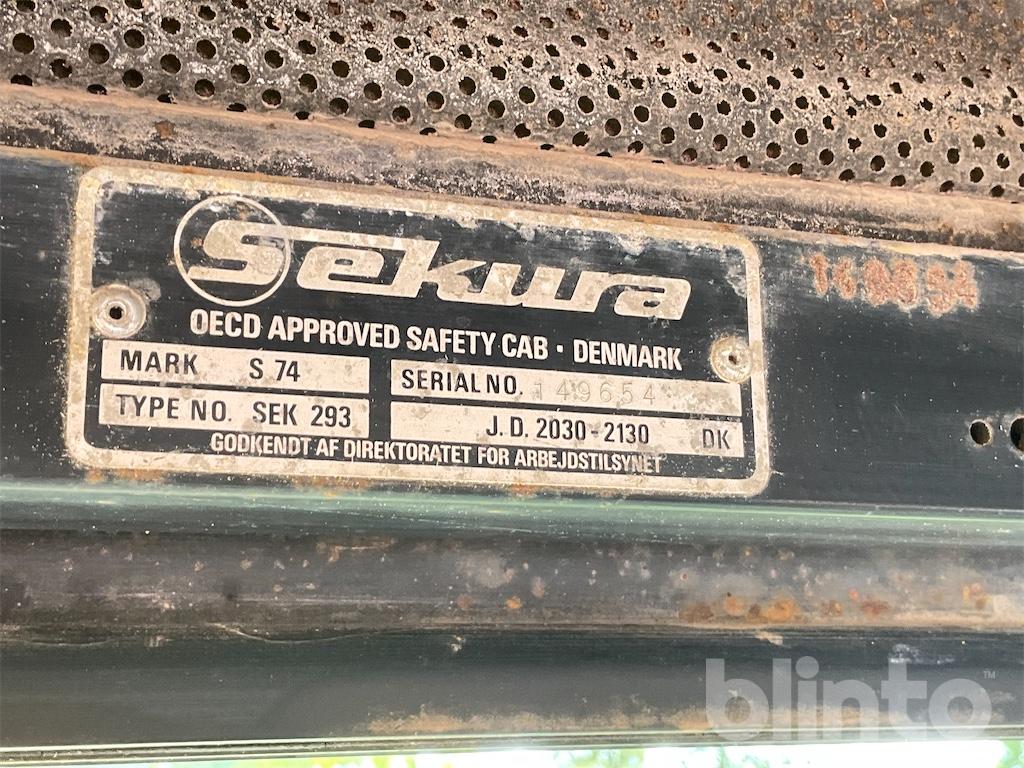 Sekura
OECD APPROVED SAFETY CAB · DENMARK
MARK S 74
SERIAL NO. 149654
TYPE NO. SEK 293
J.D. 2030-2130 DK
GODKENDT AF DIREKTORATET FOR ARBEJDSTILSYNET
blinto™